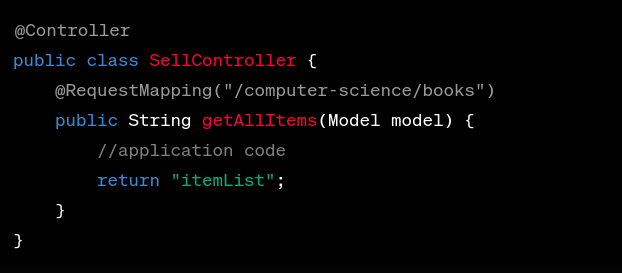 @Controller
public class SellController {
    @RequestMapping("/computer-science/books")
    public String getAllItems(Model model) {
        //application code
        return "itemList";
    }
}